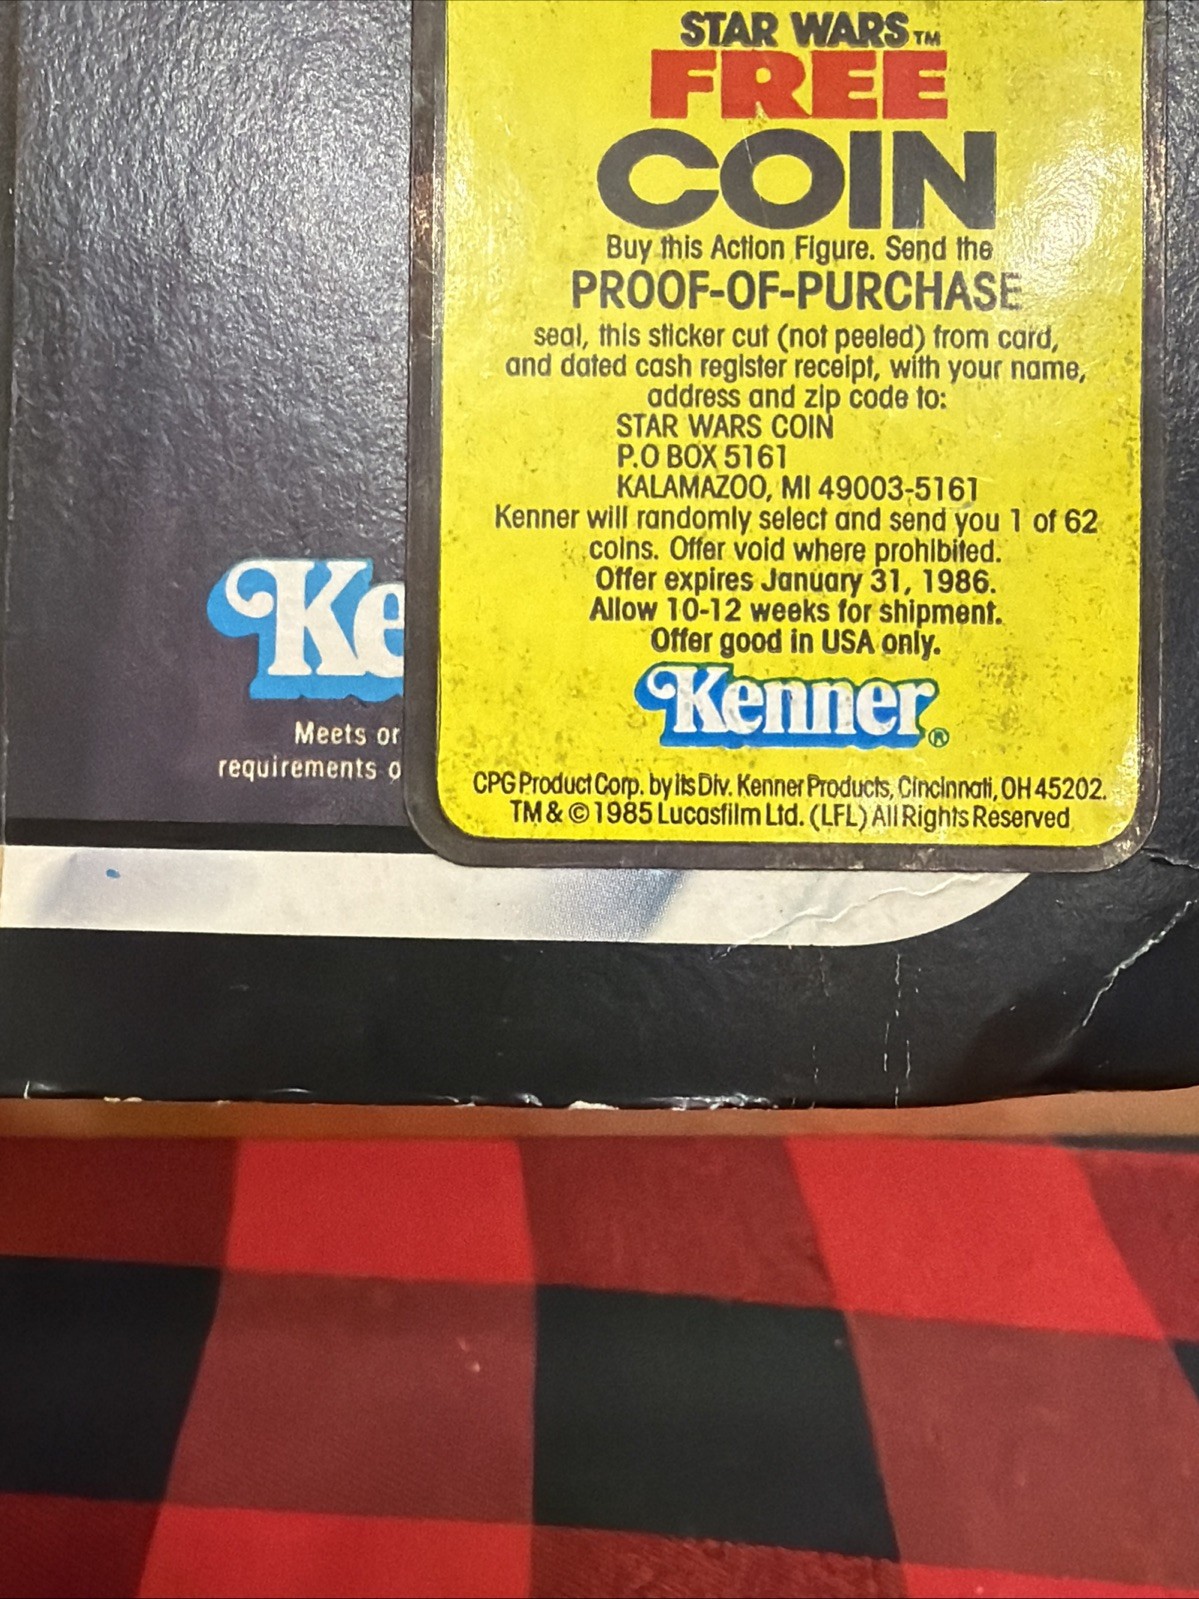 STAR WARS TM
FREE
COIN
Buy this Action Figure. Send the
PROOF-OF-PURCHASE
seal, this sticker cut (not peeled) from card,
and dated cash register receipt, with your name,
address and zip code to:
STAR WARS COIN
P.O BOX 5161
KALAMAZOO, MI 49003-5161
Kenner will randomly select and send you 1 of 62
coins. Offer void where prohibited.
Offer expires January 31, 1986.
Allow 10-12 weeks for shipment.
Offer good in USA only.
Kenner®
CPG Product Corp. by its Div. Kenner Products, Cincinnati, OH 45202.
TM & © 1985 Lucasfilm Ltd. (LFL) All Rights Reserved
Ke
Meets or
requirements o